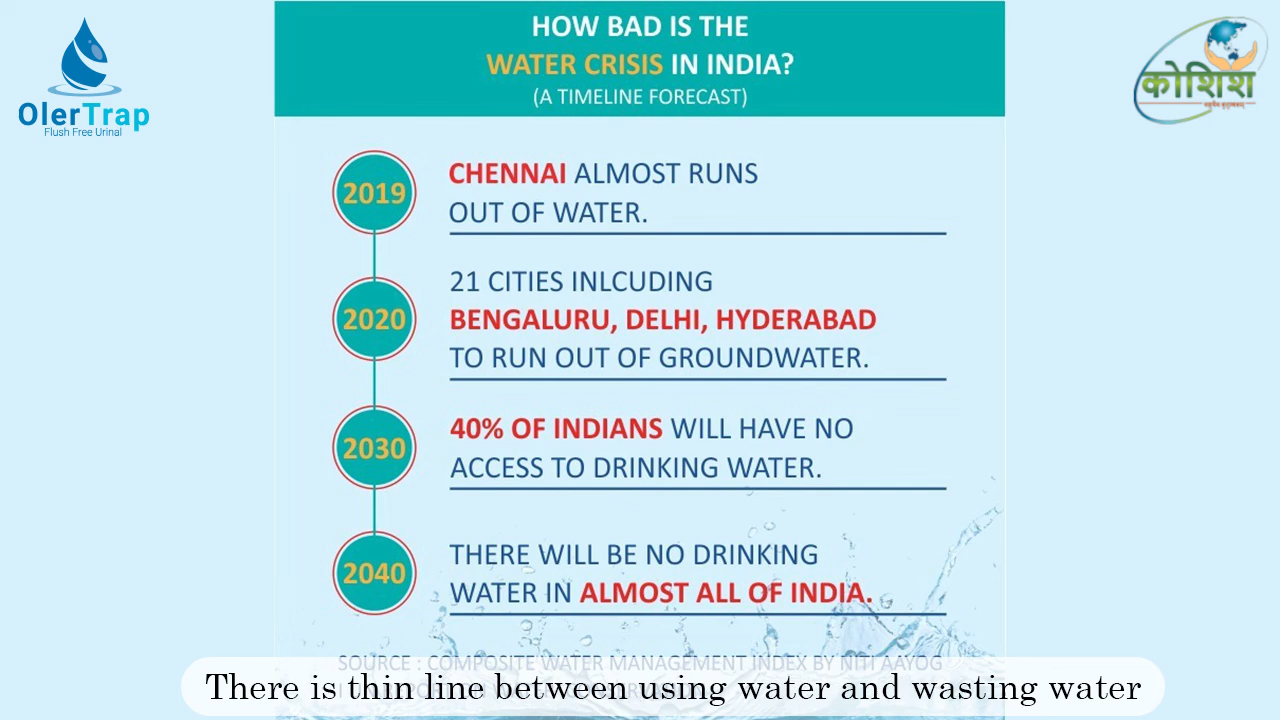 OlerTrap
Flush Free Urinal
HOW BAD IS THE
WATER CRISIS IN INDIA?
(A TIMELINE FORECAST)
कोशिश
2019
CHENNAI ALMOST RUNS
OUT OF WATER.
2020
21 CITIES INLCUDING
BENGALURU, DELHI, HYDERABAD
TO RUN OUT OF GROUNDWATER.
2030
40% OF INDIANS WILL HAVE NO
ACCESS TO DRINKING WATER.
2040
THERE WILL BE NO DRINKING
WATER IN ALMOST ALL OF INDIA.
SOURCE : COMPOSITE WATER MANAGEMENT INDEX BY NITI AAYOG
There is thin line between using water and wasting water